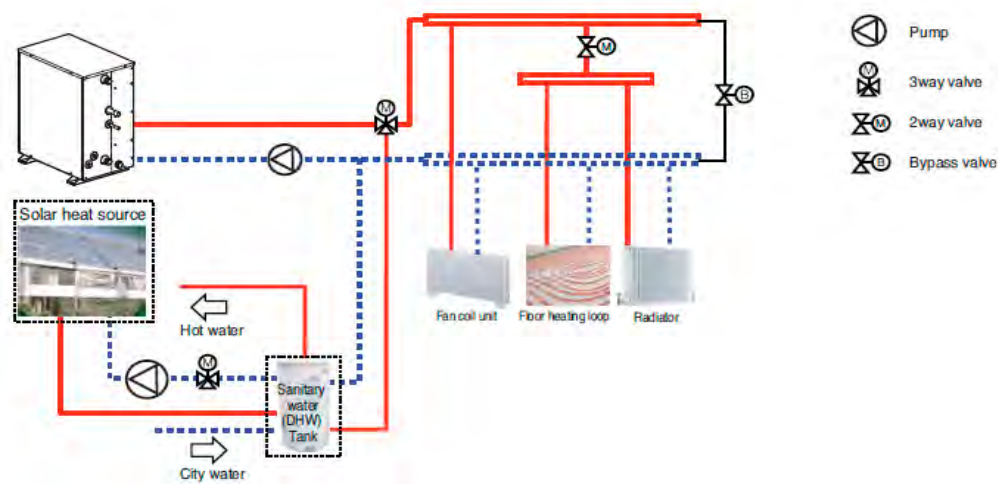 Pump
M
3way valve
M
2way valve
B
Bypass valve
M
B
M
Solar heat source
Fan coil unit
Floor heating loop
Radiator
Hot water
M
Sanitary
water
(DHW)
Tank
City water